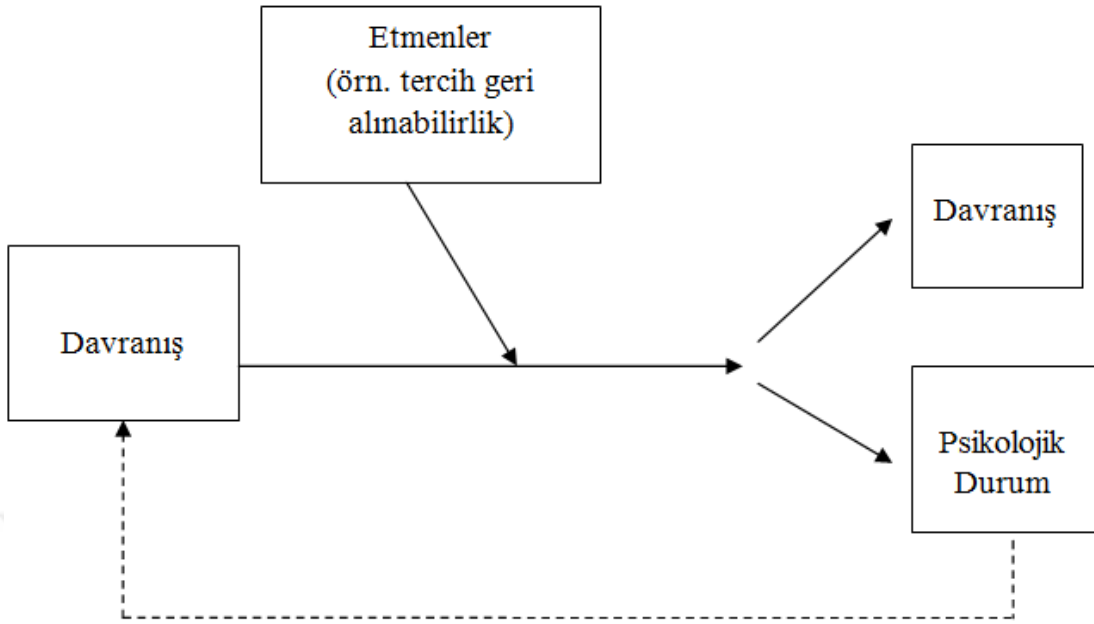 Etmenler
(örn. tercih geri
alınabilirlik)
Davranış
Davranış
Psikolojik
Durum